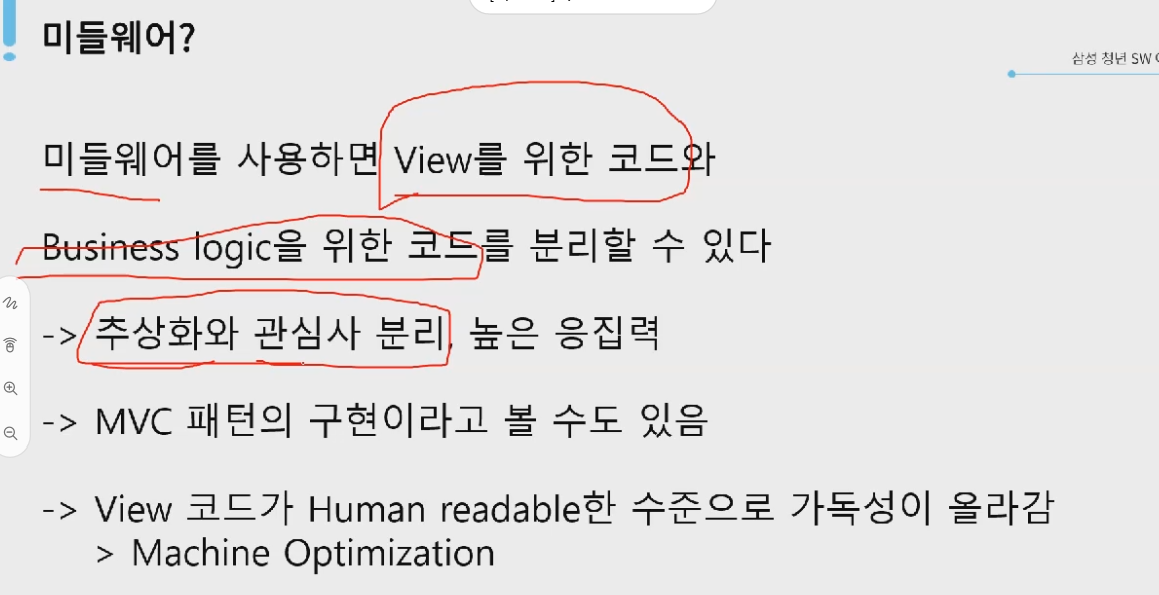 미들웨어?
삼성 청년 SW
미들웨어를 사용하면 View를 위한 코드와
Business logic을 위한 코드를 분리할 수 있다
-> 추상화와 관심사 분리, 높은 응집력
-> MVC 패턴의 구현이라고 볼 수도 있음
-> View 코드가 Human readable한 수준으로 가독성이 올라감
> Machine Optimization